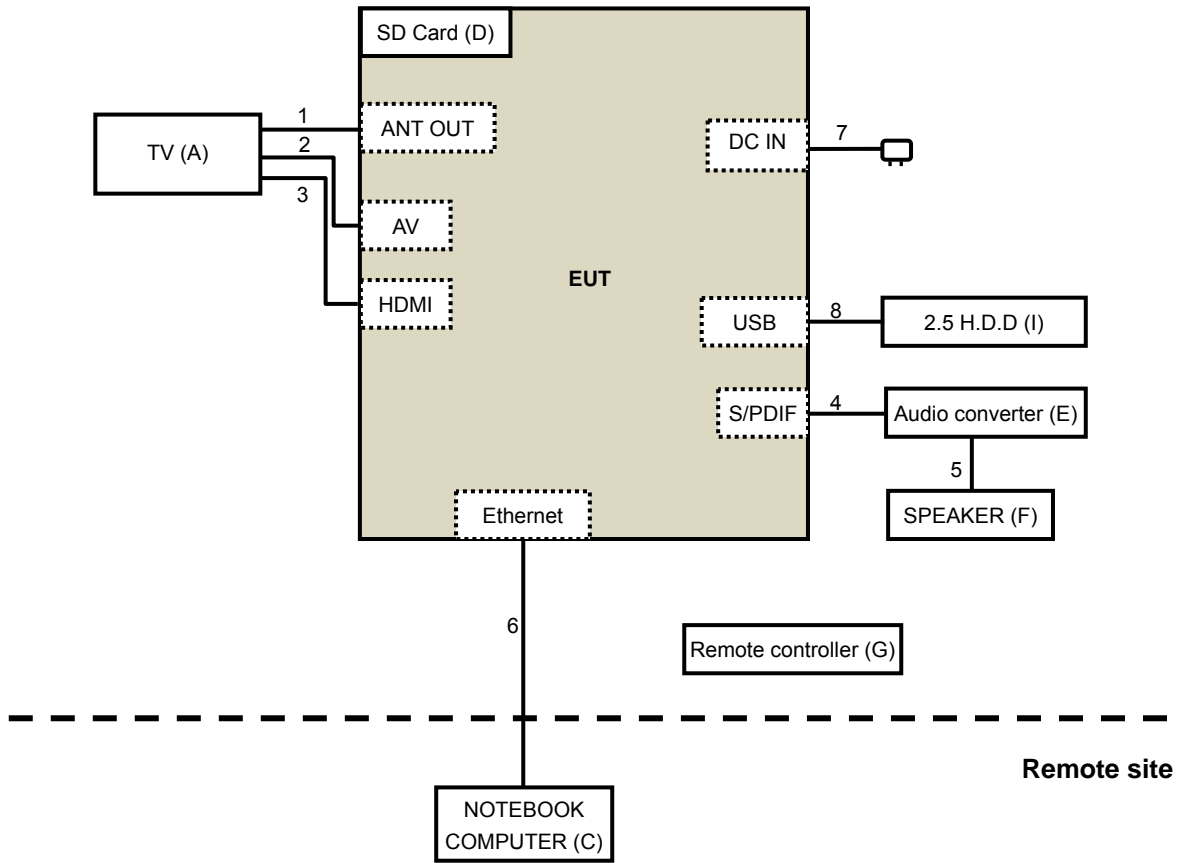 SD Card (D)
1
ANT OUT
TV (A)
2
3
AV
HDMI
EUT
DC IN
7
USB
8
2.5 H.D.D (I)
S/PDIF
4
Audio converter (E)
5
SPEAKER (F)
Ethernet
6
Remote controller (G)
Remote site
NOTEBOOK
COMPUTER (C)